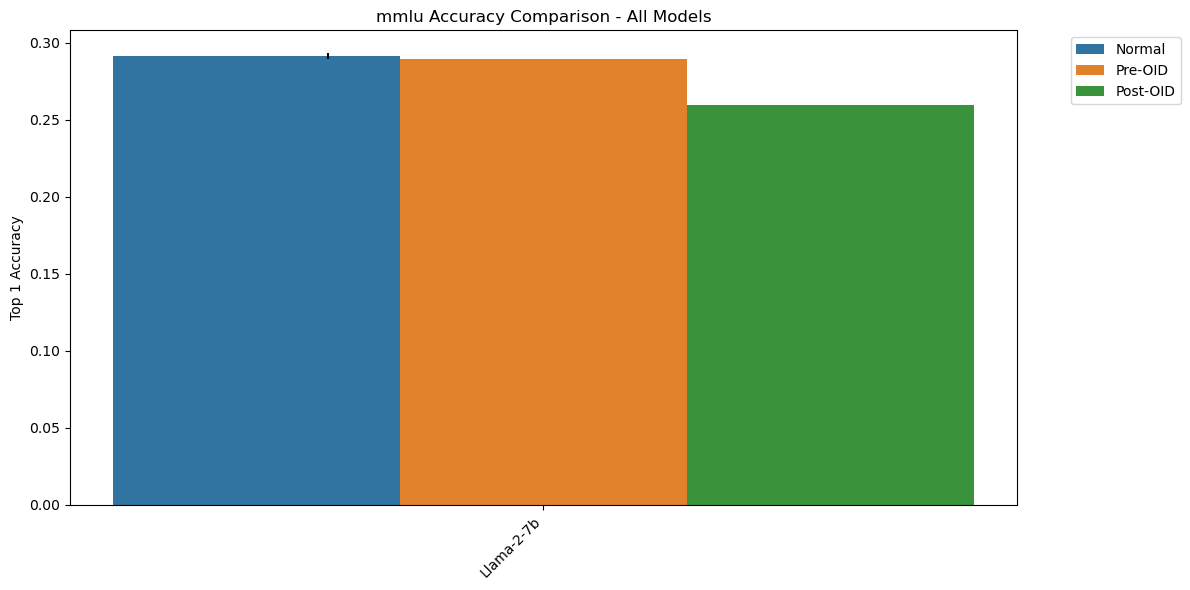 mmlu Accuracy Comparison - All Models
Normal
Pre-OID
Post-OID
Top 1 Accuracy
0.30
0.25
0.20
0.15
0.10
0.05
0.00
Llama-2-7b